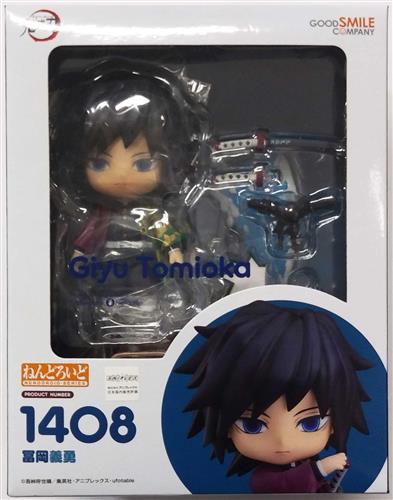 GOOD SMILE
COMPANY
Giyu Tomioka
ねんどろいど
NENDOROID SERIES
PRODUCT NUMBER
1408
冨岡義勇
©吾峠呼世晴／集英社・アニプレックス・ufotable